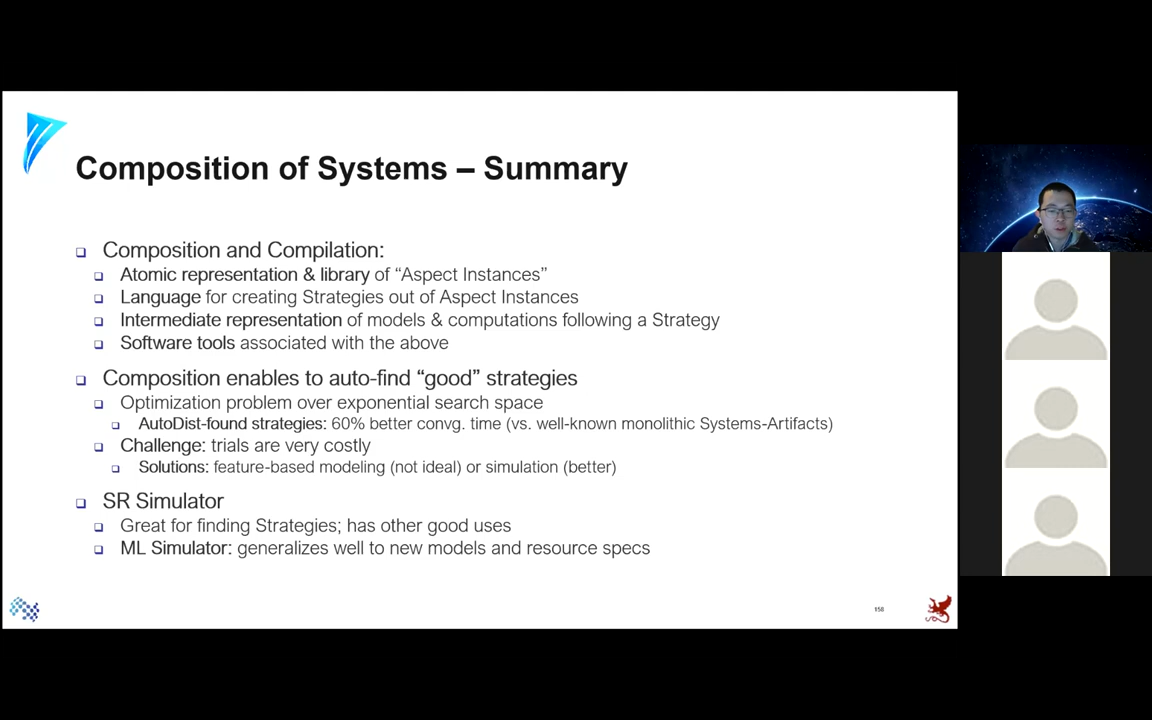 Composition of Systems – Summary
Composition and Compilation:
Atomic representation & library of “Aspect Instances”
Language for creating Strategies out of Aspect Instances
Intermediate representation of models & computations following a Strategy
Software tools associated with the above
Composition enables to auto-find “good” strategies
Optimization problem over exponential search space
AutoDist-found strategies: 60% better convg. time (vs. well-known monolithic Systems-Artifacts)
Challenge: trials are very costly
Solutions: feature-based modeling (not ideal) or simulation (better)
SR Simulator
Great for finding Strategies; has other good uses
ML Simulator: generalizes well to new models and resource specs
158